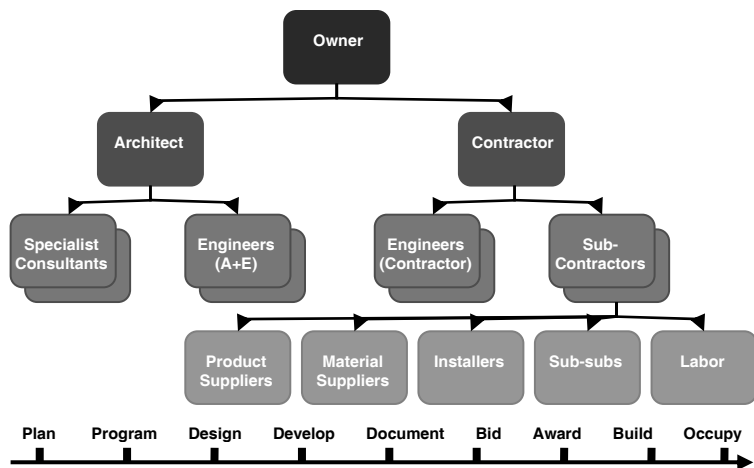 Owner
Architect
Contractor
Specialist
Consultants
Engineers
(A+E)
Engineers
(Contractor)
Sub-
Contractors
Product
Suppliers
Material
Suppliers
Installers
Sub-subs
Labor
Plan Program Design Develop Document Bid Award Build Occupy